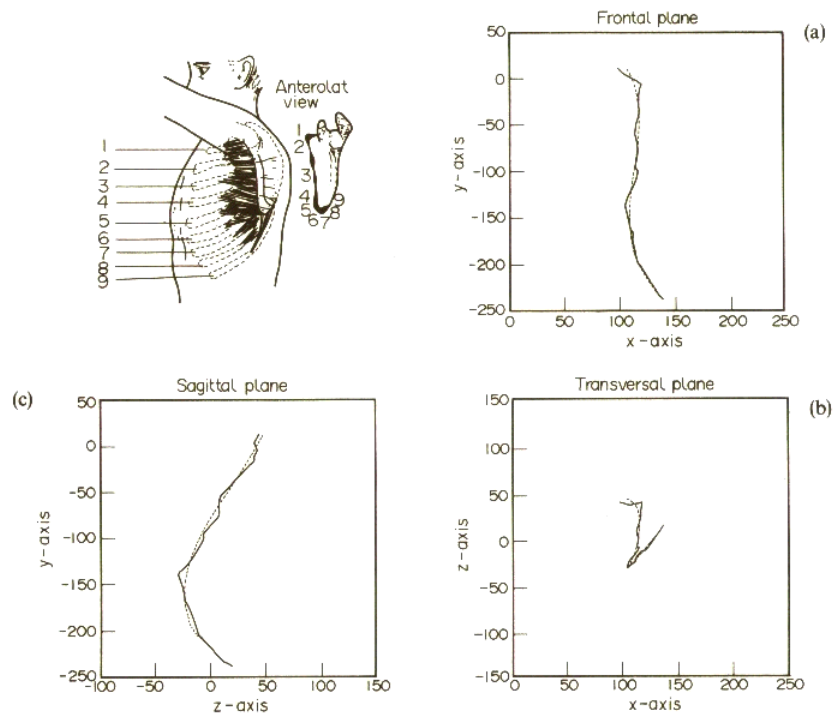 Anterolat
view
1
2
3
4
5
6
7
8
9
1
2
3
4 9
5 8
6 7
Frontal plane
(a)
50
0
-50
-100
-150
-200
-250
0 50 100 150 200 250
y-axis
x-axis
(c)
Sagittal plane
50
0
-50
-100
-150
-200
-250
-100 -50 0 50 100 150
y-axis
z-axis
Transversal plane
(b)
150
100
50
0
-50
-100
-150
0 50 100 150 200 250
z-axis
x-axis